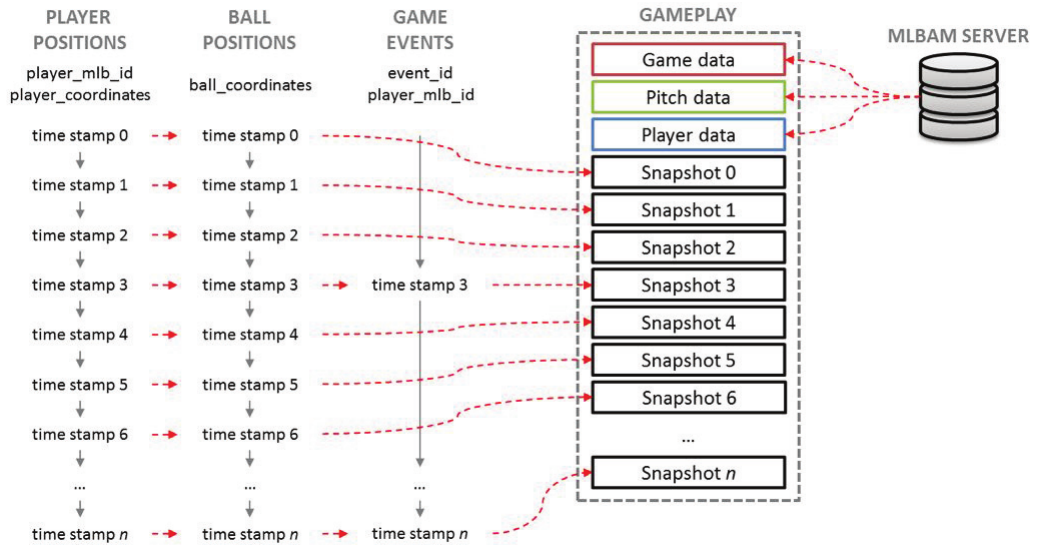 PLAYER
POSITIONS
player_mlb_id
player_coordinates
time stamp 0
time stamp 1
time stamp 2
time stamp 3
time stamp 4
time stamp 5
time stamp 6
...
time stamp n
BALL
POSITIONS
ball_coordinates
time stamp 0
time stamp 1
time stamp 2
time stamp 3
time stamp 4
time stamp 5
time stamp 6
...
time stamp n
GAME
EVENTS
event_id
player_mlb_id
time stamp 3
...
time stamp n
GAMEPLAY
Game data
Pitch data
Player data
Snapshot 0
Snapshot 1
Snapshot 2
Snapshot 3
Snapshot 4
Snapshot 5
Snapshot 6
...
Snapshot n
MLBAM SERVER